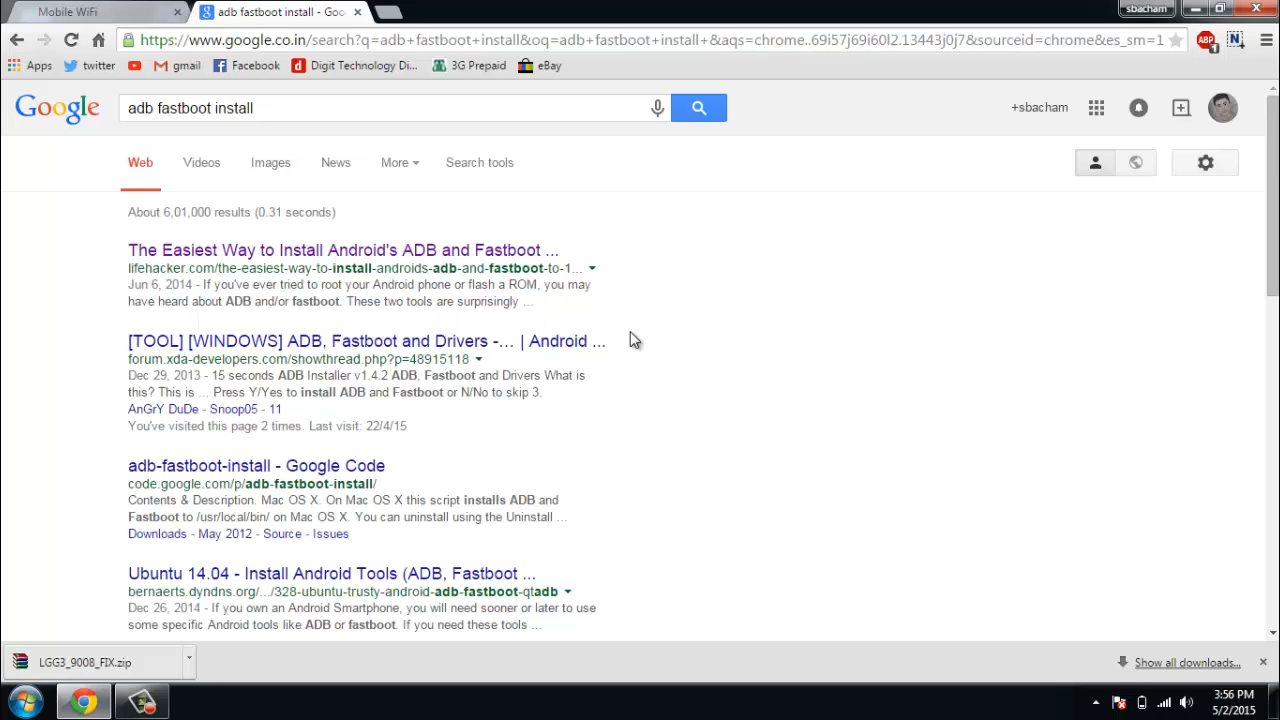 Mobile WiFi
adb fastboot install - Goo
sbacham
https://www.google.co.in/search?q=adb+fastboot+install&oq=adb+fastboot+install+&aqs=chrome..69i57j69i60l2.13443j0j7&sourceid=chrome&es_sm=1
ABP
1
N
Apps
twitter
gmail
Facebook
Digit Technology Di...
3G Prepaid
eBay
Google
adb fastboot install
+sbacham
Web
Videos
Images
News
More
Search tools
About 6,01,000 results (0.31 seconds)
The Easiest Way to Install Android's ADB and Fastboot ...
lifehacker.com/the-easiest-way-to-install-androids-adb-and-fastboot-to-1...
Jun 6, 2014 - If you've ever tried to root your Android phone or flash a ROM, you may
have heard about ADB and/or fastboot. These two tools are surprisingly ...
[TOOL] [WINDOWS] ADB, Fastboot and Drivers -... | Android ...
forum.xda-developers.com/showthread.php?p=48915118
Dec 29, 2013 - 15 seconds ADB Installer v1.4.2 ADB, Fastboot and Drivers What is
this? This is ... Press Y/Yes to install ADB and Fastboot or N/No to skip 3.
AnGrY DuDe - Snoop05 - 11
You've visited this page 2 times. Last visit: 22/4/15
adb-fastboot-install - Google Code
code.google.com/p/adb-fastboot-install/
Contents & Description. Mac OS X. On Mac OS X this script installs ADB and
Fastboot to /usr/local/bin/ on Mac OS X. You can uninstall using the Uninstall ...
Downloads - May 2012 - Source - Issues
Ubuntu 14.04 - Install Android Tools (ADB, Fastboot ...
bernaerts.dyndns.org/.../328-ubuntu-trusty-android-adb-fastboot-qtadb
Dec 26, 2014 - If you own an Android Smartphone, you will need sooner or later to use
some specific Android tools like ADB or fastboot. If you need these tools ...
LGG3_9008_FIX.zip
Show all downloads...
3:56 PM
5/2/2015